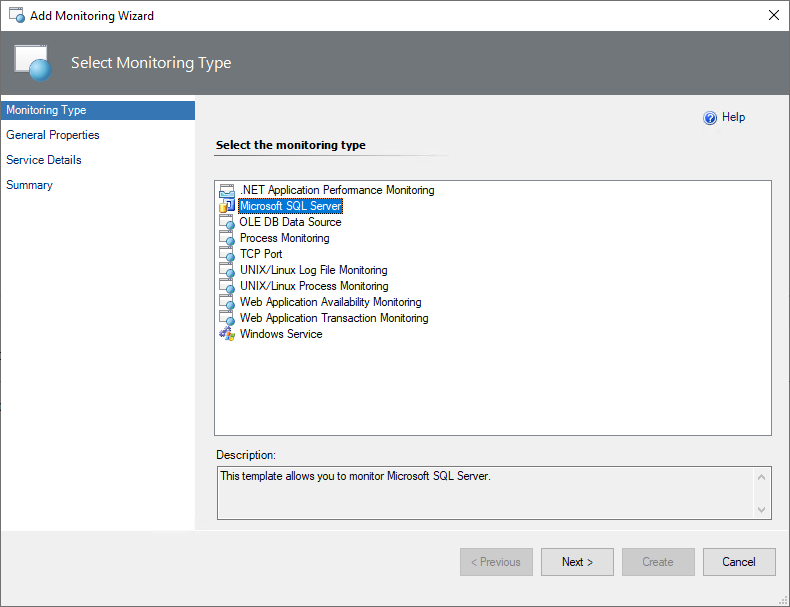 Add Monitoring Wizard
Select Monitoring Type
Monitoring Type
General Properties
Service Details
Summary
Help
Select the monitoring type
.NET Application Performance Monitoring
Microsoft SQL Server
OLE DB Data Source
Process Monitoring
TCP Port
UNIX/Linux Log File Monitoring
UNIX/Linux Process Monitoring
Web Application Availability Monitoring
Web Application Transaction Monitoring
Windows Service
Description:
This template allows you to monitor Microsoft SQL Server.
< Previous
Next >
Create
Cancel